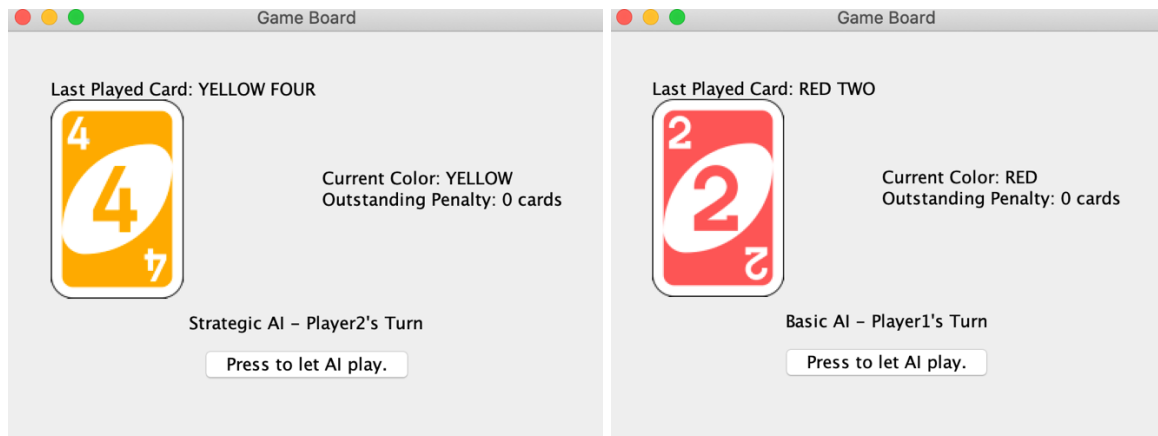 Game Board
Last Played Card: YELLOW FOUR
4
4
4
Current Color: YELLOW
Outstanding Penalty: 0 cards
Strategic AI – Player2's Turn
Press to let AI play.
Game Board
Last Played Card: RED TWO
2
2
2
Current Color: RED
Outstanding Penalty: 0 cards
Basic AI – Player1's Turn
Press to let AI play.